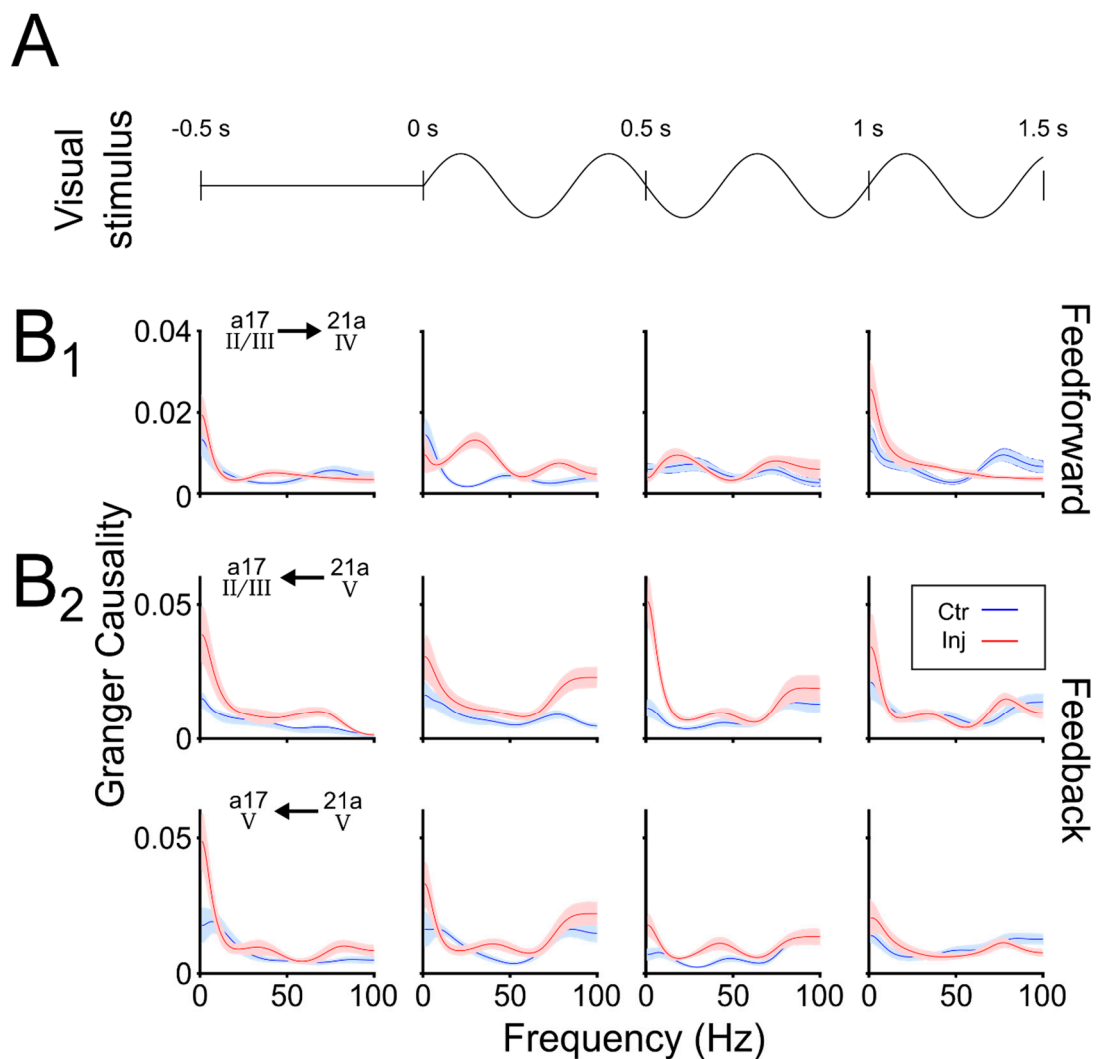 A
Visual
stimulus
-0.5 s 0 s 0.5 s 1 s 1.5 s
B1
a17 21a
II/III IV
0.04
0.02
0
Feedforward
B2
Granger Causality
a17 21a
II/III V
0.05
0
Ctr
Inj
Feedback
a17 21a
V V
0.05
0
0 50 100 0 50 100 0 50 100 0 50 100
Frequency (Hz)